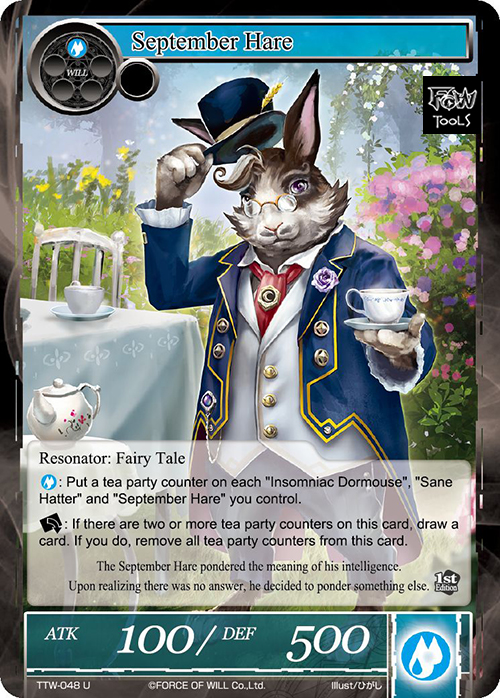 September Hare
WILL
FOW
TOOLS
Resonator: Fairy Tale
: Put a tea party counter on each "Insomniac Dormouse", "Sane
Hatter" and "September Hare" you control.
: If there are two or more tea party counters on this card, draw a
card. If you do, remove all tea party counters from this card.
The September Hare pondered the meaning of his intelligence.
Upon realizing there was no answer, he decided to ponder something else.
1st
Edition
ATK 100/ DEF 500
TTW-048 U ©FORCE OF WILL Co.,Ltd. Illust/ひがし